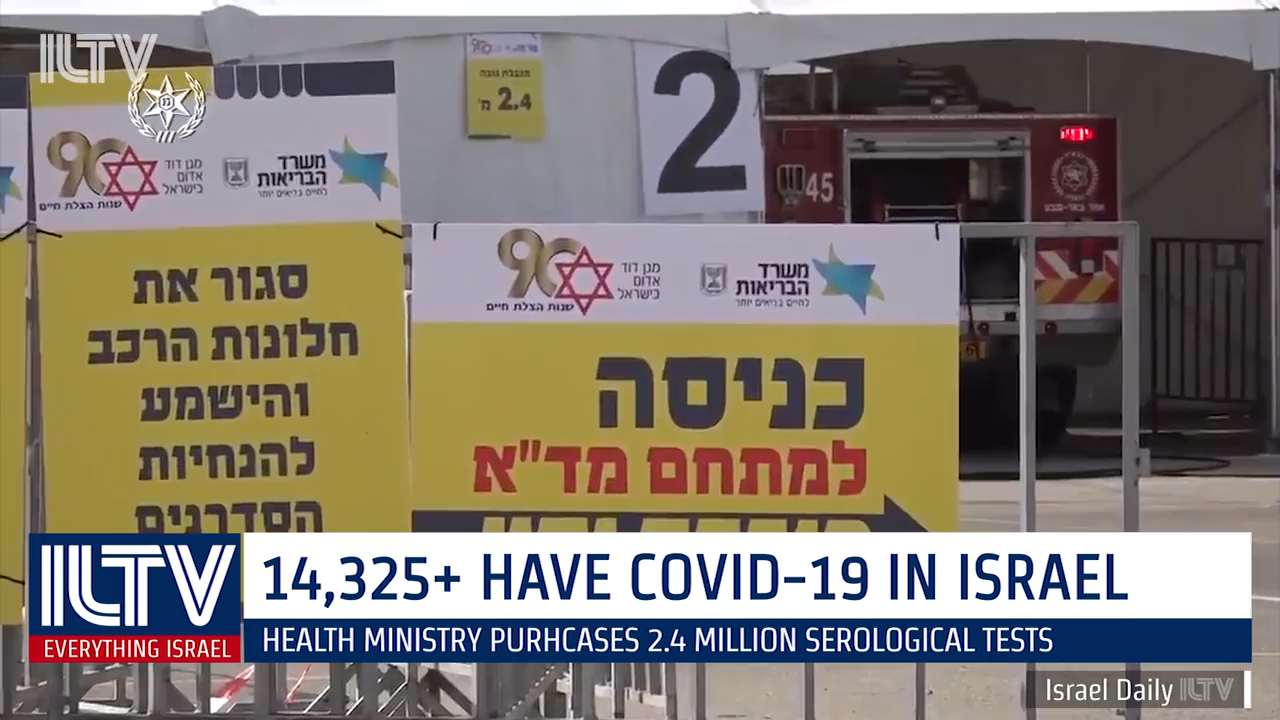 ILTV
90
מגן דוד
אדום
בישראל
שנות הצלת חיים
משרד
הבריאות
לחיים בריאים יותר
סגור את
חלונות הרכב
והישמע
להנחיות
הסדרנים
מגבלת גובה
2.4 מ'
2
45
90
מגן דוד
אדום
בישראל
שנות הצלת חיים
משרד
הבריאות
לחיים בריאים יותר
כניסה
למתחם מד"א
ILTV
EVERYTHING ISRAEL
14,325+ HAVE COVID-19 IN ISRAEL
HEALTH MINISTRY PURHCASES 2.4 MILLION SEROLOGICAL TESTS
Israel Daily ILTV